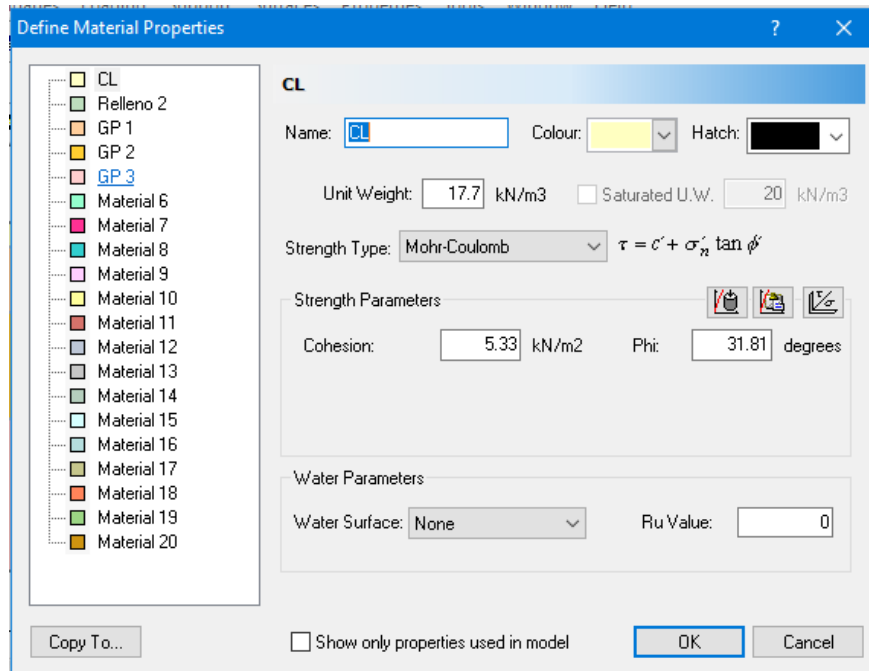 Define Material Properties ? ×
CL
Relleno 2
GP 1
GP 2
GP 3
Material 6
Material 7
Material 8
Material 9
Material 10
Material 11
Material 12
Material 13
Material 14
Material 15
Material 16
Material 17
Material 18
Material 19
Material 20
CL
Name: CL Colour: Hatch:
Unit Weight: 17.7 kN/m3 Saturated U.W. 20 kN/m3
Strength Type: Mohr-Coulomb τ = c′ + σ′n tan ϕ′
Strength Parameters
Cohesion: 5.33 kN/m2 Phi: 31.81 degrees
Water Parameters
Water Surface: None Ru Value: 0
Copy To... Show only properties used in model OK Cancel